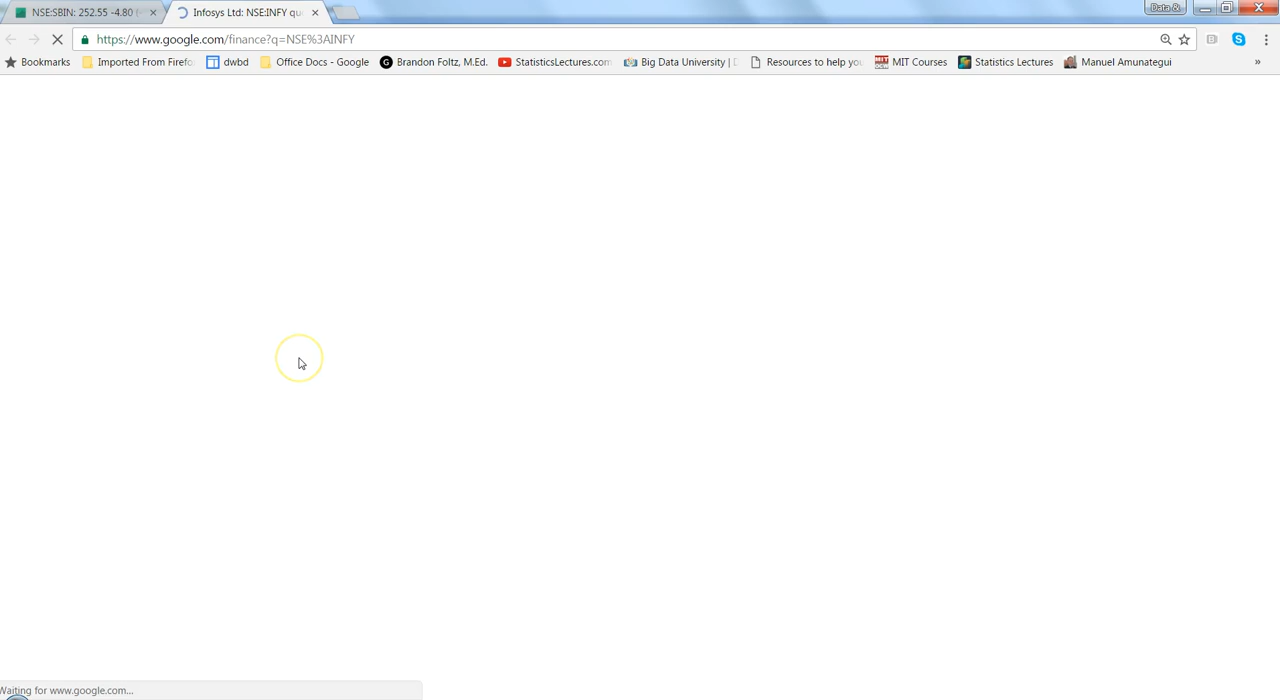 NSE:SBIN: 252.55 -4.80
Infosys Ltd: NSE:INFY qu
Data &
https://www.google.com/finance?q=NSE%3AINFY
Bookmarks Imported From Firefo dwbd Office Docs - Google Brandon Foltz, M.Ed. StatisticsLectures.com Big Data University | Resources to help you MIT Courses Statistics Lectures Manuel Amunategui »
Waiting for www.google.com...